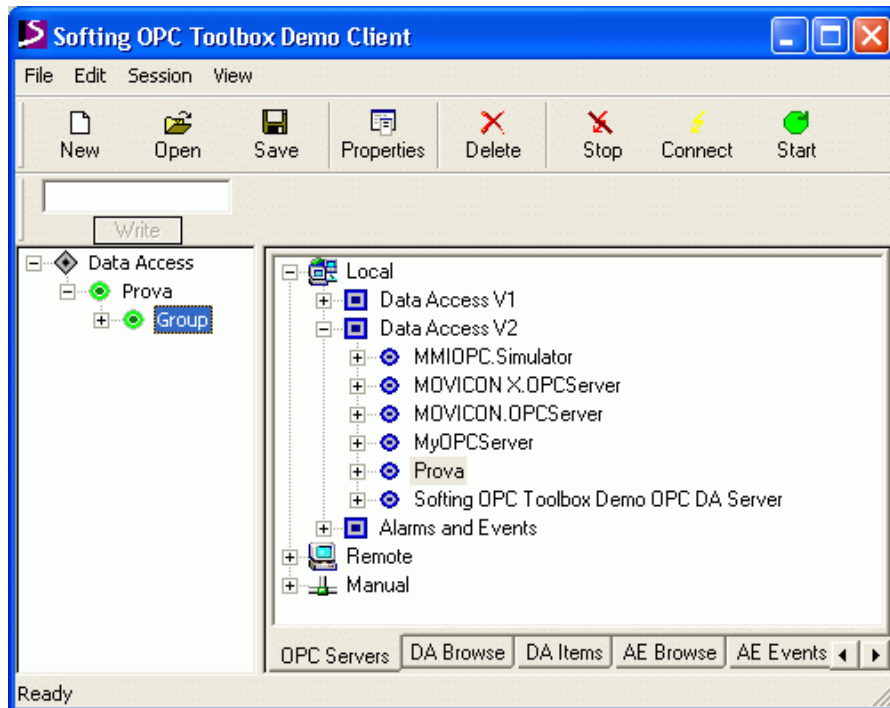 Softing OPC Toolbox Demo Client
File Edit Session View
New Open Save Properties Delete Stop Connect Start
Write
Data Access
Prova
Group
Local
Data Access V1
Data Access V2
MMIOPC.Simulator
MOVICON X.OPCServer
MOVICON.OPCServer
MyOPCServer
Prova
Softing OPC Toolbox Demo OPC DA Server
Alarms and Events
Remote
Manual
OPC Servers DA Browse DA Items AE Browse AE Events
Ready